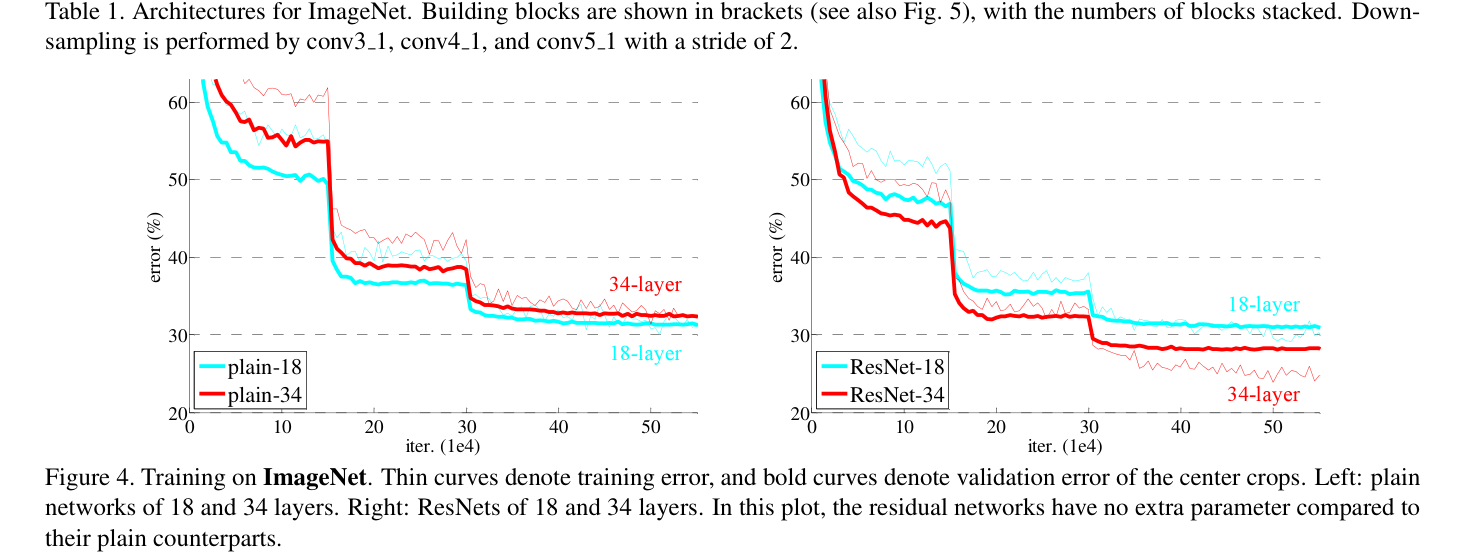 Table 1. Architectures for ImageNet. Building blocks are shown in brackets (see also Fig. 5), with the numbers of blocks stacked. Down-
sampling is performed by conv3_1, conv4_1, and conv5_1 with a stride of 2.
60
50
40
30
20
error (%)
34-layer
18-layer
plain-18
plain-34
0 10 20 30 40 50
iter. (1e4)
60
50
40
30
20
error (%)
18-layer
34-layer
ResNet-18
ResNet-34
0 10 20 30 40 50
iter. (1e4)
Figure 4. Training on ImageNet. Thin curves denote training error, and bold curves denote validation error of the center crops. Left: plain
networks of 18 and 34 layers. Right: ResNets of 18 and 34 layers. In this plot, the residual networks have no extra parameter compared to
their plain counterparts.